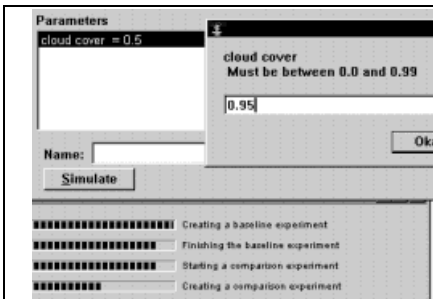 Parameters
cloud cover = 0.5
cloud cover
Must be between 0.0 and 0.99
0.95
Name:
Simulate
Creating a baseline experiment
Finishing the baseline experiment
Starting a comparison experiment
Creating a comparison experiment